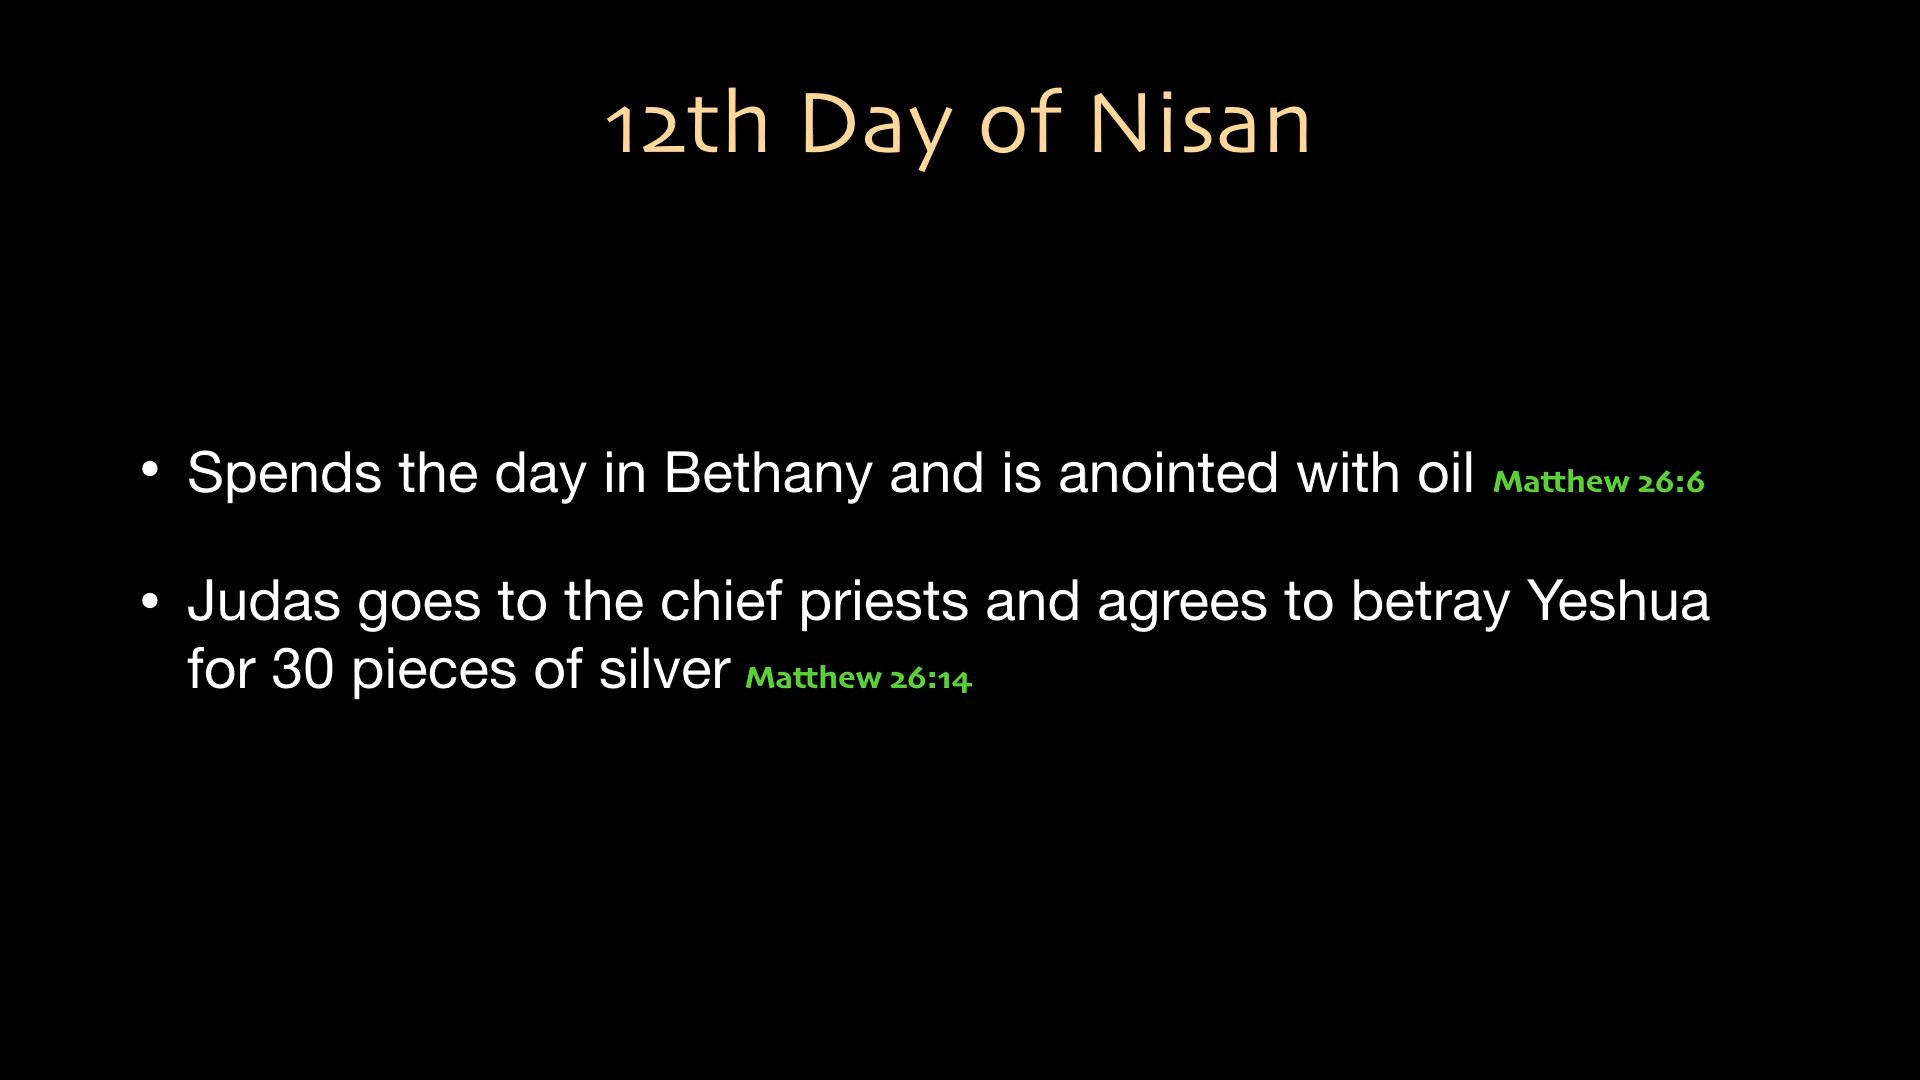 12th Day of Nisan
• Spends the day in Bethany and is anointed with oil Matthew 26:6
• Judas goes to the chief priests and agrees to betray Yeshua
for 30 pieces of silver Matthew 26:14